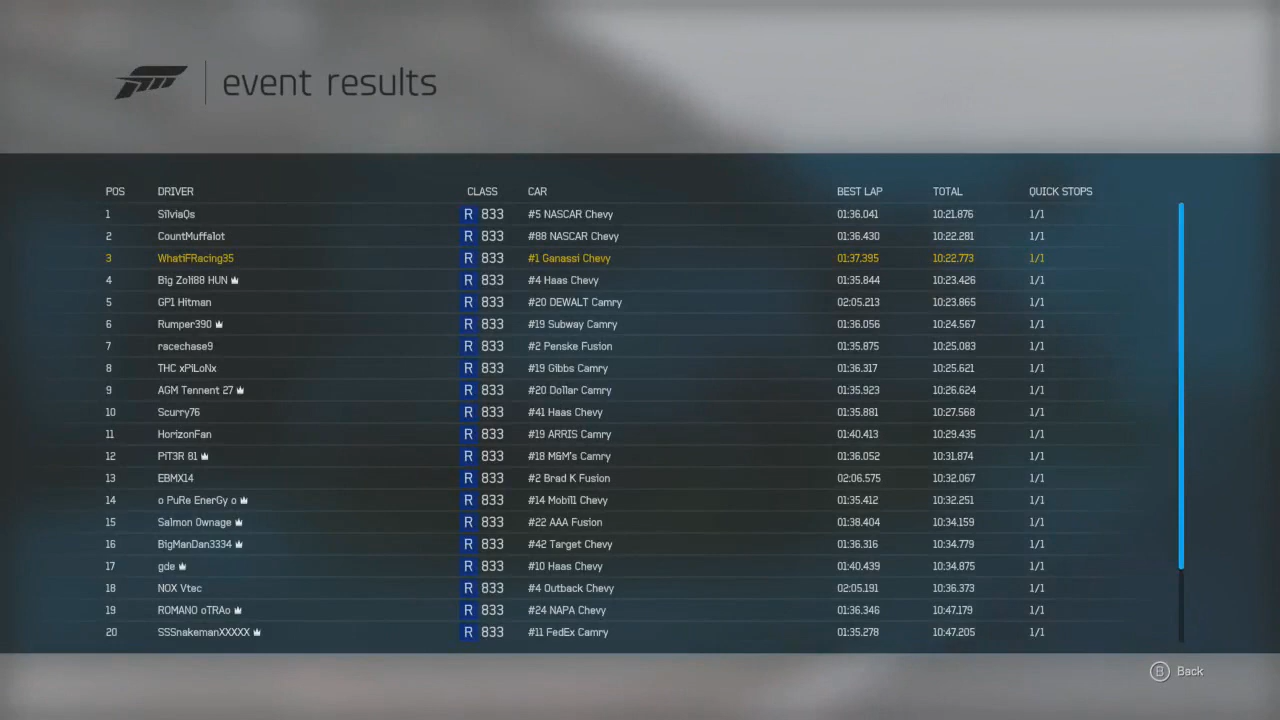 event results
POS DRIVER CLASS CAR BEST LAP TOTAL QUICK STOPS
1 SilviaQs R 833 #5 NASCAR Chevy 01:36.041 10:21.876 1/1
2 CountMuffalot R 833 #88 NASCAR Chevy 01:36.430 10:22.281 1/1
3 WhatifRacing35 R 833 #1 Ganassi Chevy 01:37.395 10:22.773 1/1
4 Big Zoli88 HUN R 833 #4 Haas Chevy 01:35.844 10:23.426 1/1
5 GP1 Hitman R 833 #20 DEWALT Camry 02:05.213 10:23.865 1/1
6 Rumper390 R 833 #19 Subway Camry 01:36.056 10:24.567 1/1
7 racechase9 R 833 #2 Penske Fusion 01:35.875 10:25.083 1/1
8 THC xPiLoNx R 833 #19 Gibbs Camry 01:36.317 10:25.621 1/1
9 AGM Tennent 27 R 833 #20 Dollar Camry 01:35.923 10:26.624 1/1
10 Scurry76 R 833 #41 Haas Chevy 01:35.881 10:27.568 1/1
11 HorizonFan R 833 #19 ARRIS Camry 01:40.413 10:29.435 1/1
12 PiT3R 81 R 833 #18 M&M's Camry 01:36.052 10:31.874 1/1
13 EBMX14 R 833 #2 Brad K Fusion 02:06.575 10:32.067 1/1
14 o PuRe EnerGy o R 833 #14 Mobil1 Chevy 01:35.412 10:32.251 1/1
15 Salmon 0wnage R 833 #22 AAA Fusion 01:38.404 10:34.159 1/1
16 BigManDan3334 R 833 #42 Target Chevy 01:36.316 10:34.779 1/1
17 gde R 833 #10 Haas Chevy 01:40.439 10:34.875 1/1
18 NOX Vtec R 833 #4 Outback Chevy 02:05.191 10:36.373 1/1
19 ROMANO oTRAo R 833 #24 NAPA Chevy 01:36.346 10:47.179 1/1
20 SSSnakemanXXXXX R 833 #11 FedEx Camry 01:35.278 10:47.205 1/1
B Back